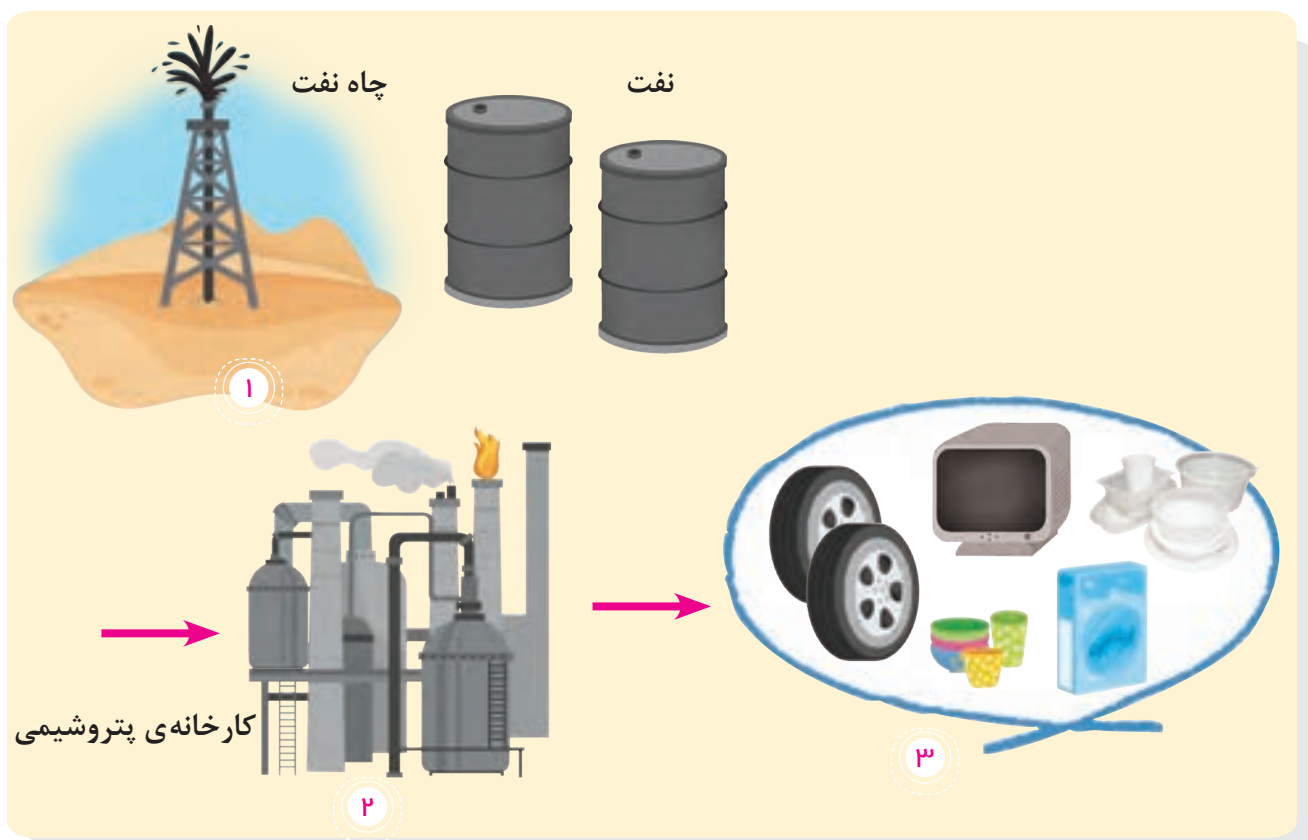 نفت
چاه نفت
۱
کارخانه‌ی پتروشیمی
۲
۳